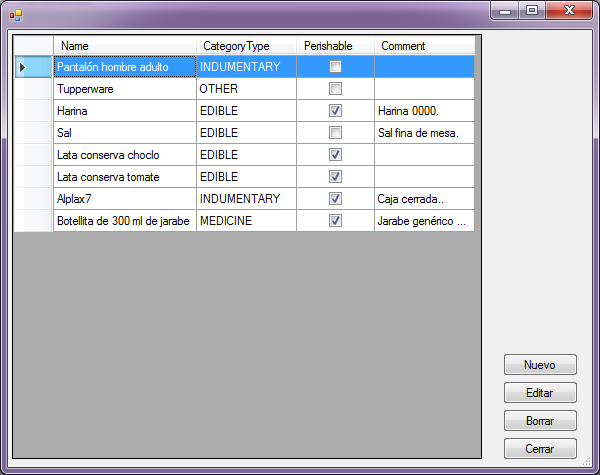 Name CategoryType Perishable Comment
Pantalón hombre adulto INDUMENTARY
Tupperware OTHER
Harina EDIBLE Harina 0000.
Sal EDIBLE Sal fina de mesa.
Lata conserva choclo EDIBLE
Lata conserva tomate EDIBLE
Alplax7 INDUMENTARY Caja cerrada..
Botellita de 300 ml de jarabe MEDICINE Jarabe genérico ...
Nuevo
Editar
Borrar
Cerrar